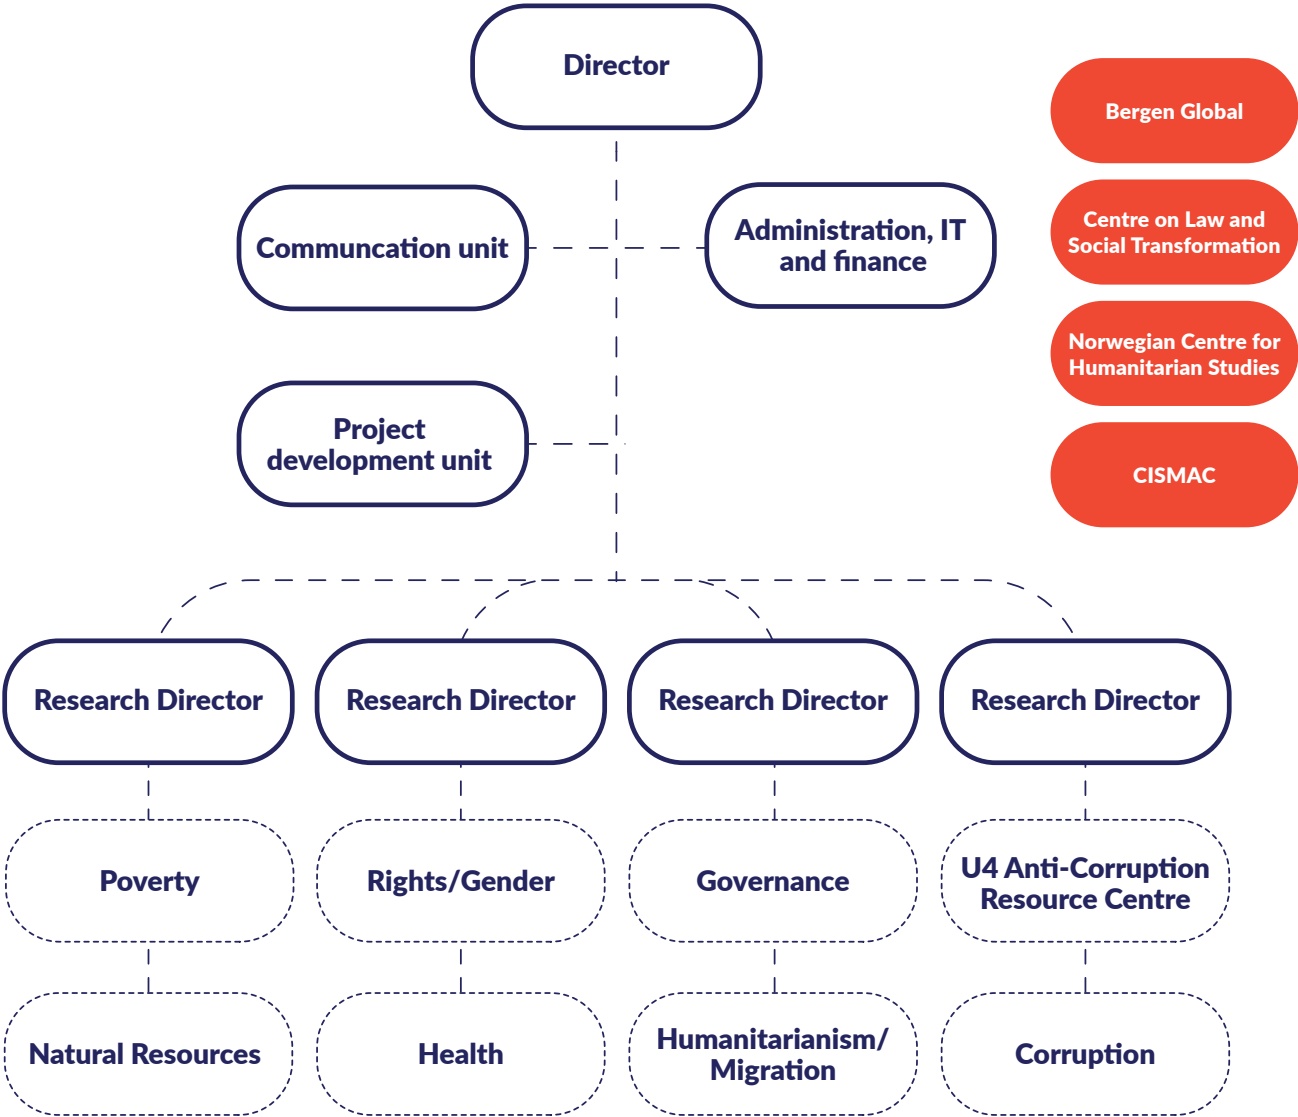 Director
Bergen Global
Centre on Law and
Social Transformation
Norwegian Centre for
Humanitarian Studies
CISMAC
Communcation unit
Administration, IT
and finance
Project
development unit
Research Director
Research Director
Research Director
Research Director
Poverty
Rights/Gender
Governance
U4 Anti-Corruption
Resource Centre
Natural Resources
Health
Humanitarianism/
Migration
Corruption